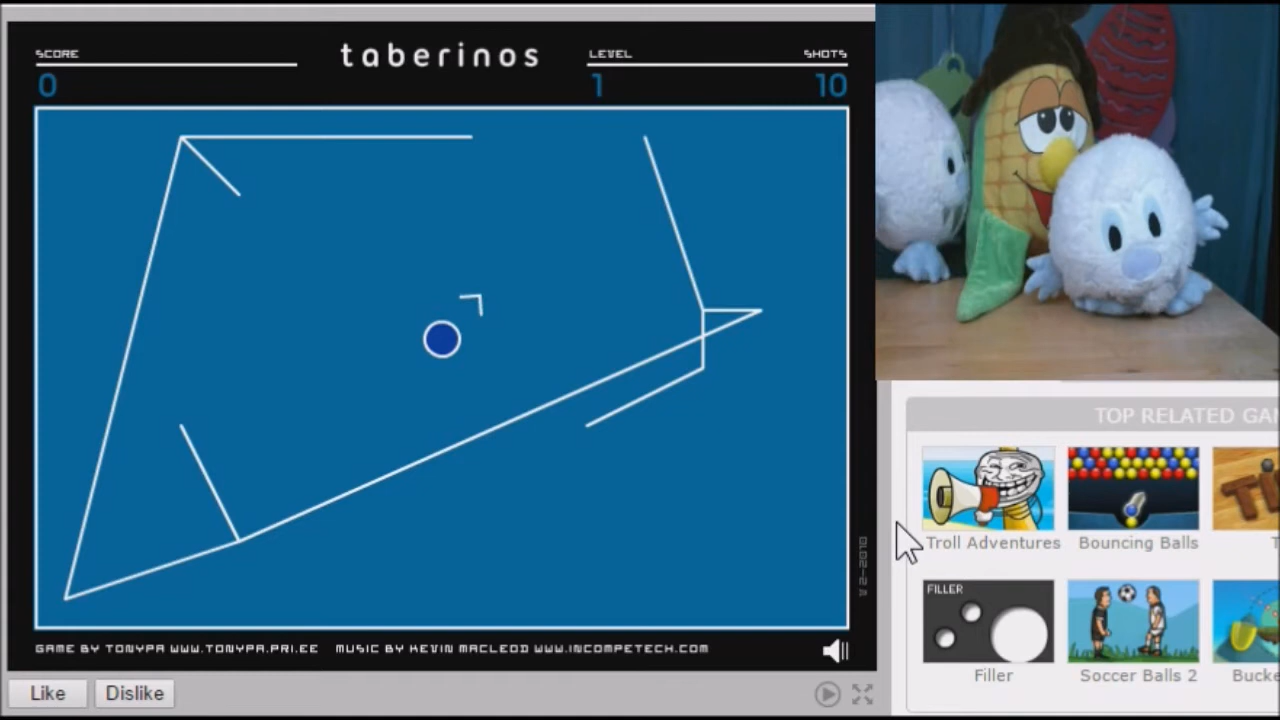 SCORE
taberinos
LEVEL
SHOTS
0
1
10
GAME BY TONYPA WWW.TONYPA.PRI.EE MUSIC BY KEVIN MACLEOD WWW.INCOMPETECH.COM
Like
Dislike
TOP RELATED GA
Troll Adventures
Bouncing Balls
T
FILLER
Filler
Soccer Balls 2
Bucke